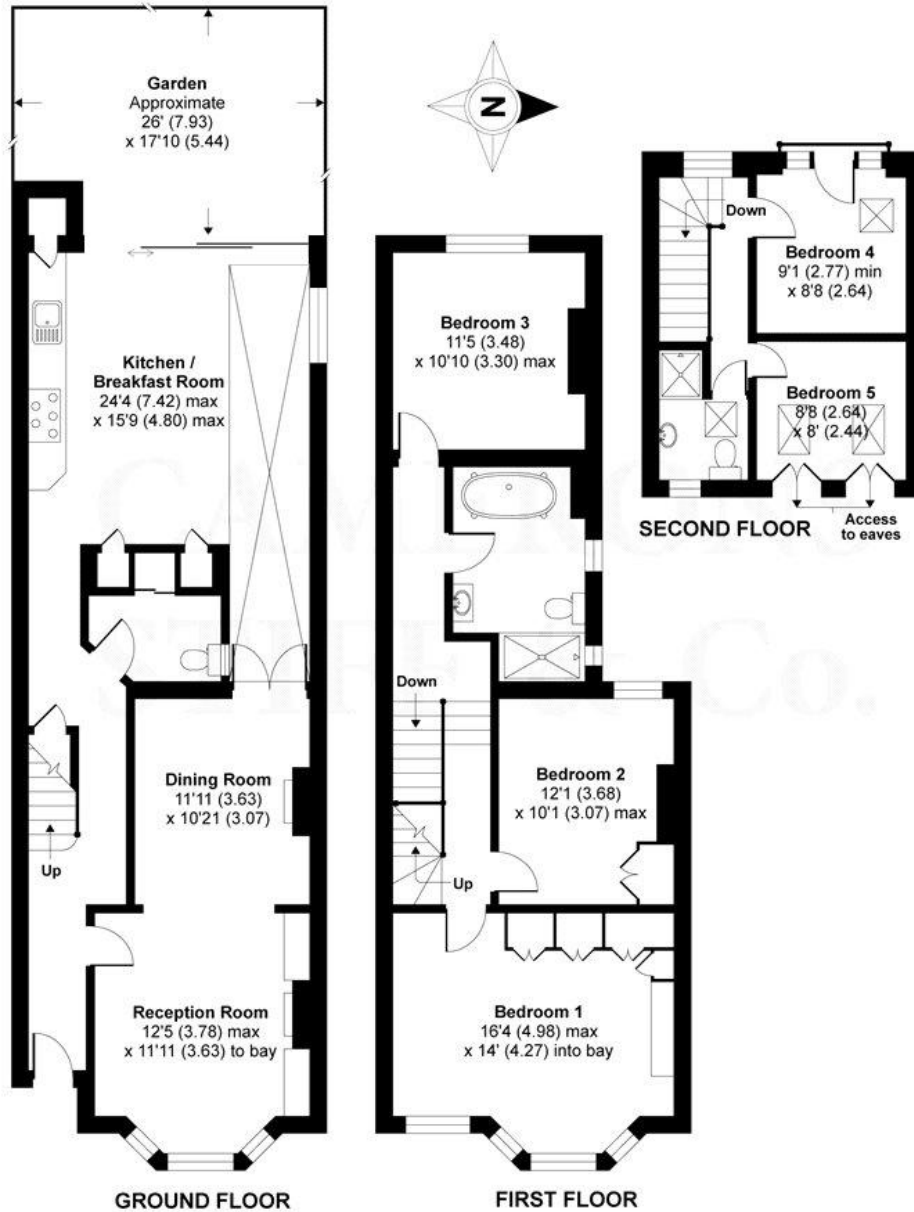 Garden
Approximate
26' (7.93)
x 17'10 (5.44)
N
Kitchen /
Breakfast Room
24'4 (7.42) max
x 15'9 (4.80) max
Dining Room
11'11 (3.63)
x 10'21 (3.07)
Up
Reception Room
12'5 (3.78) max
x 11'11 (3.63) to bay
GROUND FLOOR
Bedroom 3
11'5 (3.48)
x 10'10 (3.30) max
Down
Bedroom 2
12'1 (3.68)
x 10'1 (3.07) max
Up
Bedroom 1
16'4 (4.98) max
x 14' (4.27) into bay
FIRST FLOOR
Down
Bedroom 4
9'1 (2.77) min
x 8'8 (2.64)
Bedroom 5
8'8 (2.64)
x 8' (2.44)
SECOND FLOOR
Access
to eaves
CAMERONS
STIFF & Co.